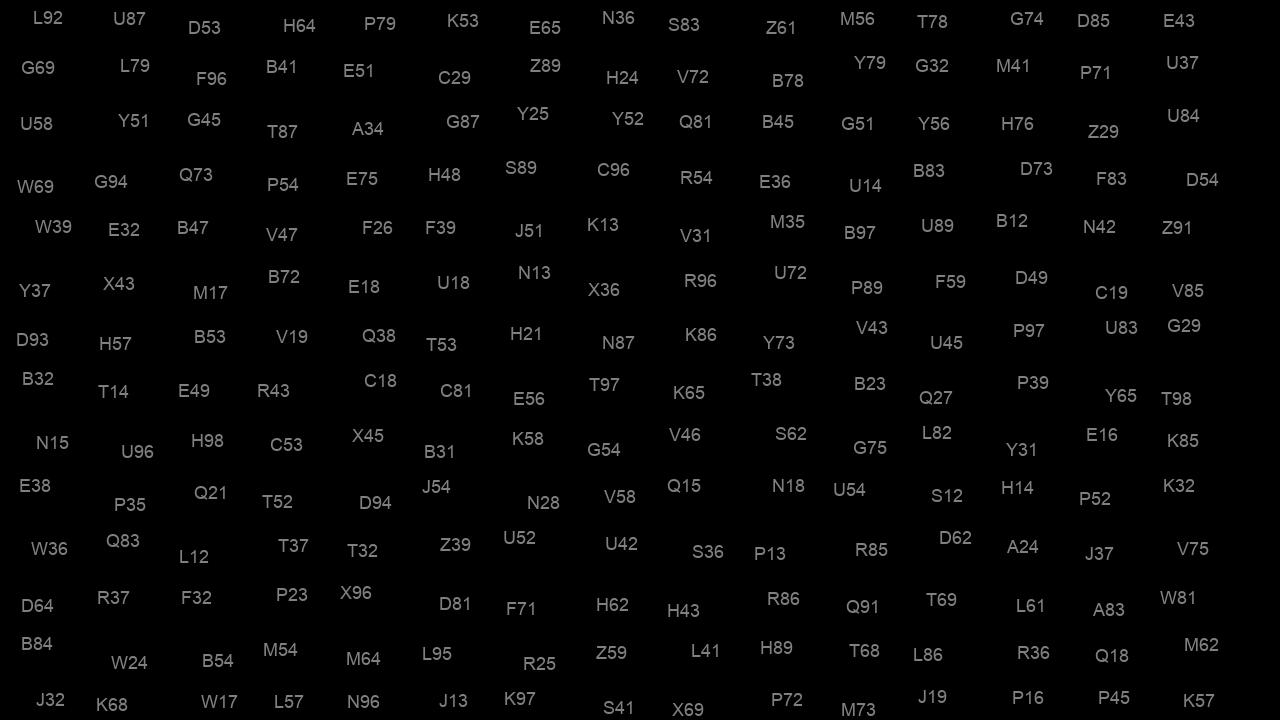 L92 U87 D53 H64 P79 K53 E65 N36 S83 Z61 M56 T78 G74 D85 E43
G69 L79 F96 B41 E51 C29 Z89 H24 V72 B78 Y79 G32 M41 P71 U37
U58 Y51 G45 T87 A34 G87 Y25 Y52 Q81 B45 G51 Y56 H76 Z29 U84
W69 G94 Q73 P54 E75 H48 S89 C96 R54 E36 U14 B83 D73 F83 D54
W39 E32 B47 V47 F26 F39 J51 K13 V31 M35 B97 U89 B12 N42 Z91
Y37 X43 M17 B72 E18 U18 N13 X36 R96 U72 P89 F59 D49 C19 V85
D93 H57 B53 V19 Q38 T53 H21 N87 K86 Y73 V43 U45 P97 U83 G29
B32 T14 E49 R43 C18 C81 E56 T97 K65 T38 B23 Q27 P39 Y65 T98
N15 U96 H98 C53 X45 B31 K58 G54 V46 S62 G75 L82 Y31 E16 K85
E38 P35 Q21 T52 D94 J54 N28 V58 Q15 N18 U54 S12 H14 P52 K32
W36 Q83 L12 T37 T32 Z39 U52 U42 S36 P13 R85 D62 A24 J37 V75
D64 R37 F32 P23 X96 D81 F71 H62 H43 R86 Q91 T69 L61 A83 W81
B84 W24 B54 M54 M64 L95 R25 Z59 L41 H89 T68 L86 R36 Q18 M62
J32 K68 W17 L57 N96 J13 K97 S41 X69 P72 M73 J19 P16 P45 K57